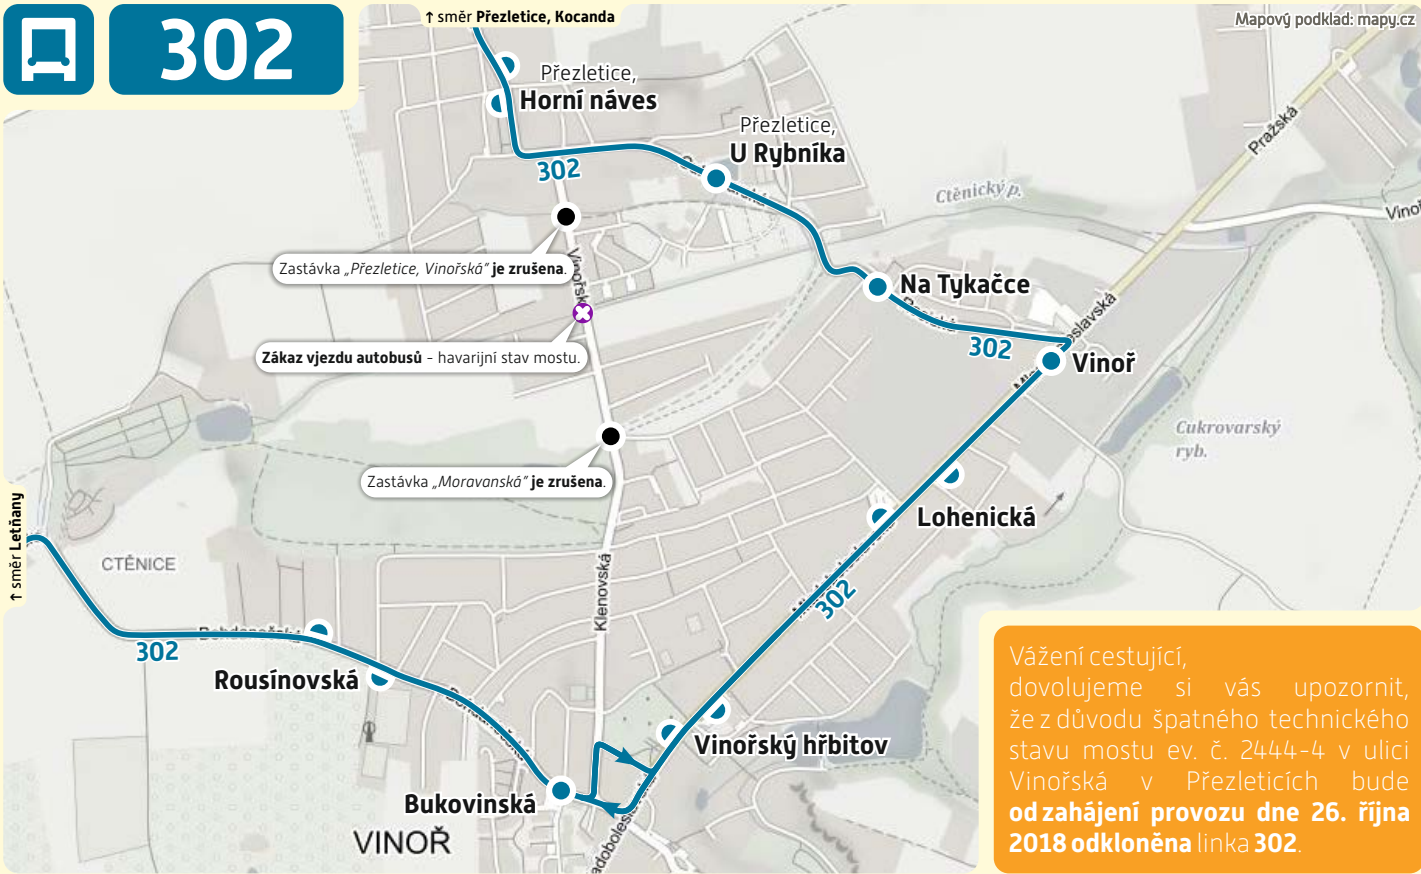 302
↑ směr Přezletice, Kocanda
Mapový podklad: mapy.cz
Přezletice,
Horní náves
Přezletice,
U Rybníka
302
Pražská
Ctěnický p.
Zastávka „Přezletice, Vinořská“ je zrušena.
Na Tykačce
Zákaz vjezdu autobusů - havarijní stav mostu.
302
Vinoř
Cukrovarský
ryb.
Zastávka „Moravanská“ je zrušena.
Lohenická
↑ směr Letňany
CTĚNICE
Klenovská
302
302
Rousínovská
Vinořský hřbitov
Bukovinská
VINOŘ
Vážení cestující,
dovolujeme si vás upozornit,
že z důvodu špatného technického
stavu mostu ev. č. 2444-4 v ulici
Vinořská v Přezleticích bude
od zahájení provozu dne 26. října
2018 odkloněna linka 302.